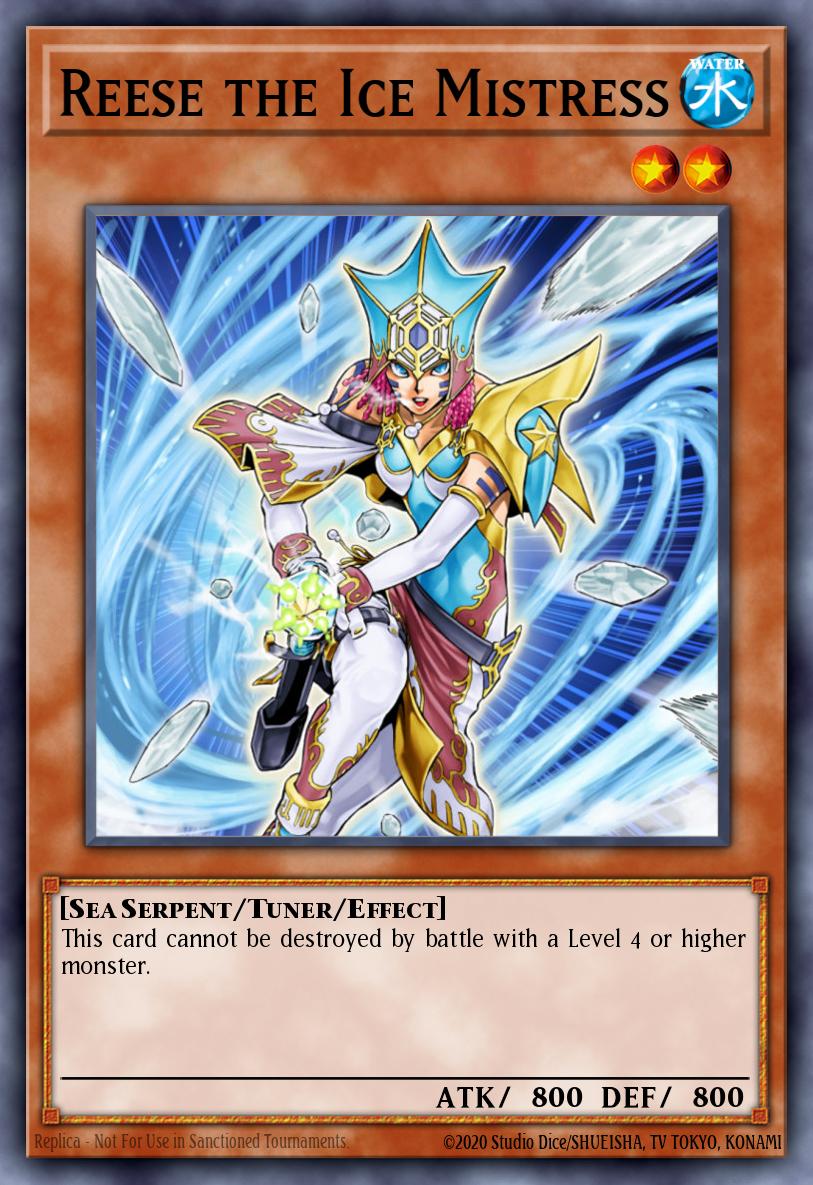 Reese the Ice Mistress
WATER
水
[Sea Serpent/Tuner/Effect]
This card cannot be destroyed by battle with a Level 4 or higher
monster.
ATK/ 800 DEF/ 800
Replica - Not For Use in Sanctioned Tournaments.
©2020 Studio Dice/SHUEISHA, TV TOKYO, KONAMI